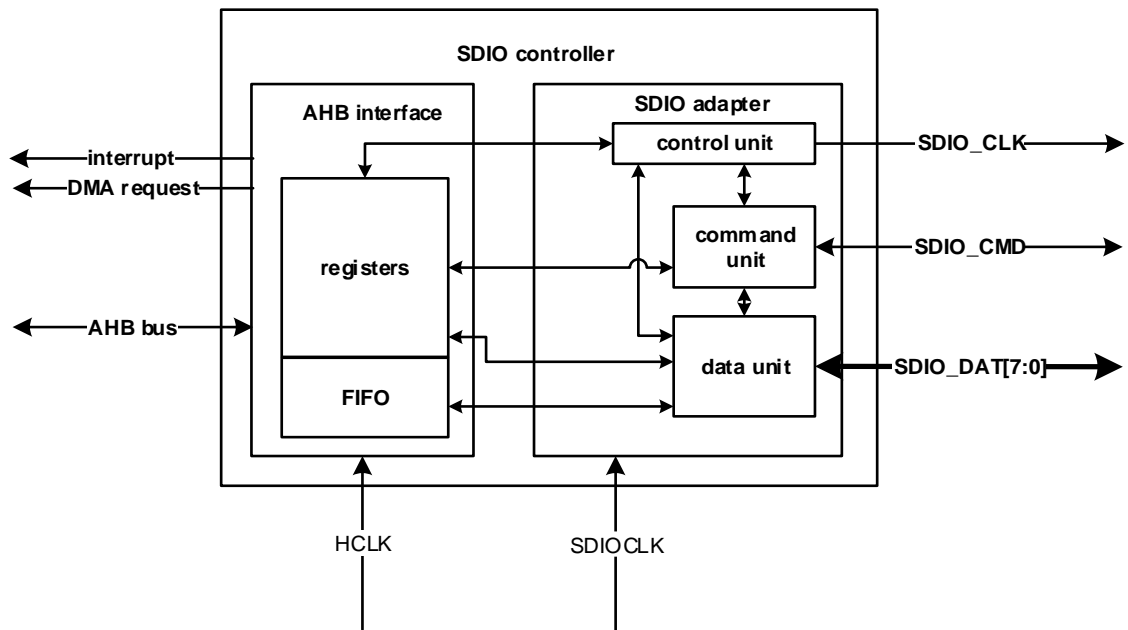 SDIO controller
AHB interface
SDIO adapter
control unit
SDIO_CLK
interrupt
DMA request
registers
command
unit
SDIO_CMD
AHB bus
data unit
SDIO_DAT[7:0]
FIFO
HCLK
SDIOCLK